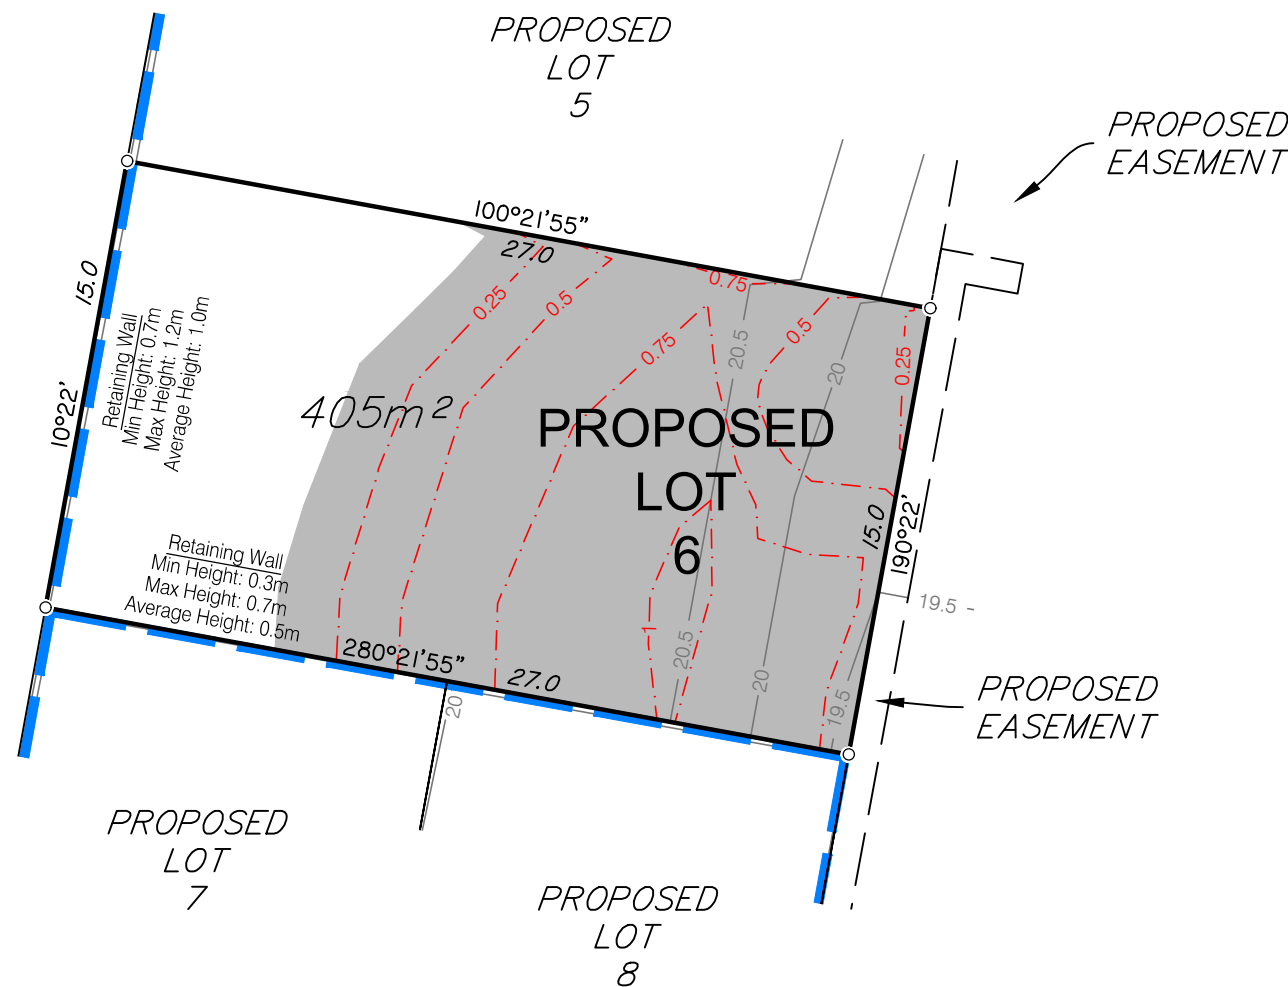 PROPOSED
LOT
5
PROPOSED
EASEMENT
100°21'55"
27.0
15.0
10°22'
Retaining Wall
Min Height: 0.7m
Max Height: 1.2m
Average Height: 1.0m
405m²
0.25
0.5
0.75
0.75
20.5
0.5
20
0.25
PROPOSED
LOT
6
15.0
190°22'
Retaining Wall
Min Height: 0.3m
Max Height: 0.7m
Average Height: 0.5m
1
20.5
20
19.5
19.5
280°21'55"
27.0
20
PROPOSED
EASEMENT
PROPOSED
LOT
7
PROPOSED
LOT
8